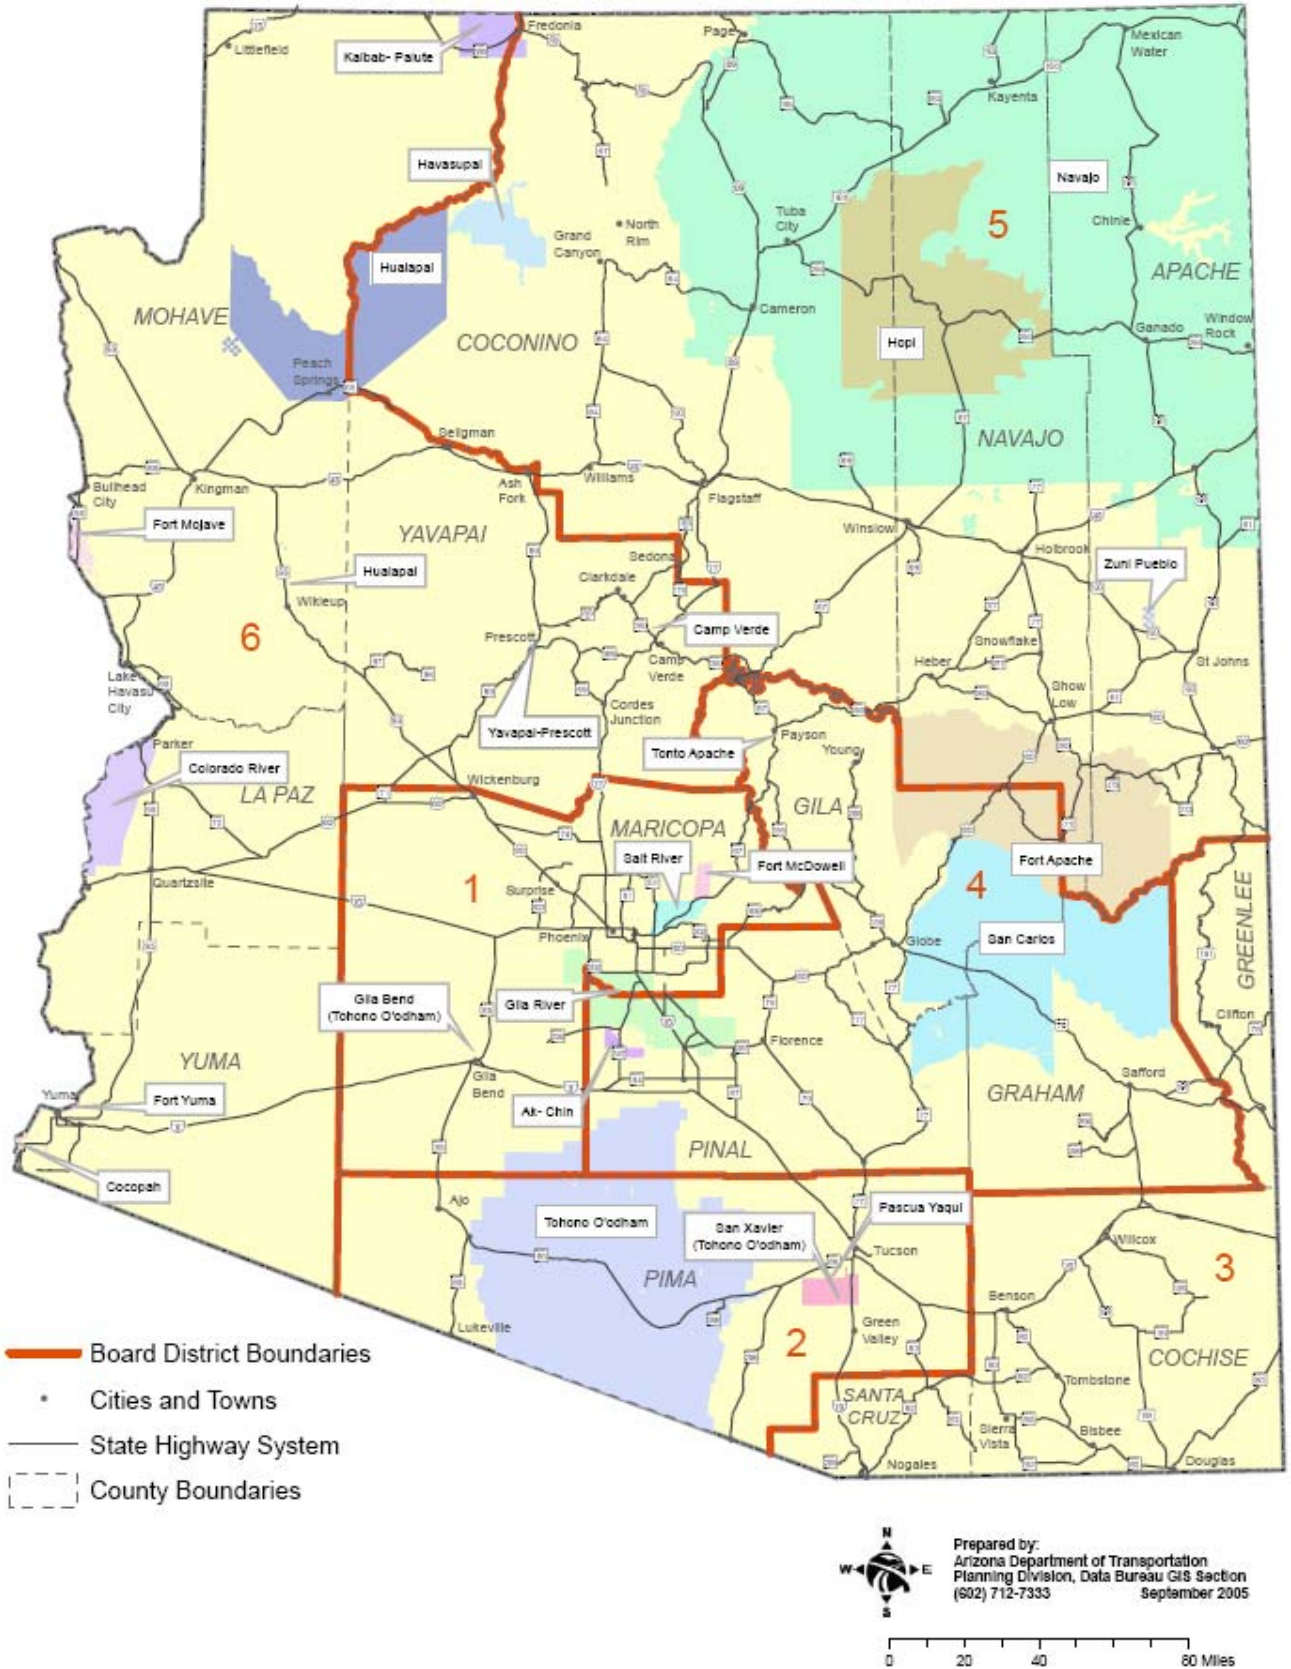 Littlefield
Kaibab- Paiute
Fredonia
Page
Mexican
Water
Kayenta
Havasupai
Navajo
5
Tuba
City
Chinle
North
Rim
Grand
Canyon
Hualapai
APACHE
MOHAVE
Cameron
Window
Rock
Ganado
COCONINO
Hopi
Peach
Springs
NAVAJO
Seligman
Williams
Ash
Fork
Flagstaff
Bullhead
City
Kingman
Fort Mojave
YAVAPAI
Winslow
Holbrook
Sedona
Zuni Pueblo
Hualapai
Clarkdale
Wikieup
6
Camp Verde
Prescott
Snowflake
Camp
Verde
Heber
St Johns
Lake
Havasu
City
Show
Low
Cordes
Junction
Yavapai-Prescott
Payson
Tonto Apache
Young
Parker
Colorado River
Wickenburg
LA PAZ
GILA
MARICOPA
Salt River
Fort McDowell
Fort Apache
Quartzsite
1
Surprise
4
GREENLEE
Phoenix
Globe
San Carlos
Gila Bend
(Tohono O'odham)
Gila River
Clifton
Florence
YUMA
Gila
Bend
Safford
Yuma
Fort Yuma
Ak- Chin
GRAHAM
PINAL
Cocopah
Ajo
Tohono O'odham
San Xavier
(Tohono O'odham)
Pascua Yaqui
Tucson
Willcox
PIMA
3
Benson
Lukeville
Green
Valley
2
COCHISE
Tombstone
SANTA
CRUZ
Sierra
Vista
Bisbee
Nogales
Douglas
Board District Boundaries
Cities and Towns
State Highway System
County Boundaries
N
W E
S
Prepared by:
Arizona Department of Transportation
Planning Division, Data Bureau GIS Section
(602) 712-7333 September 2005
0 20 40 80 Miles